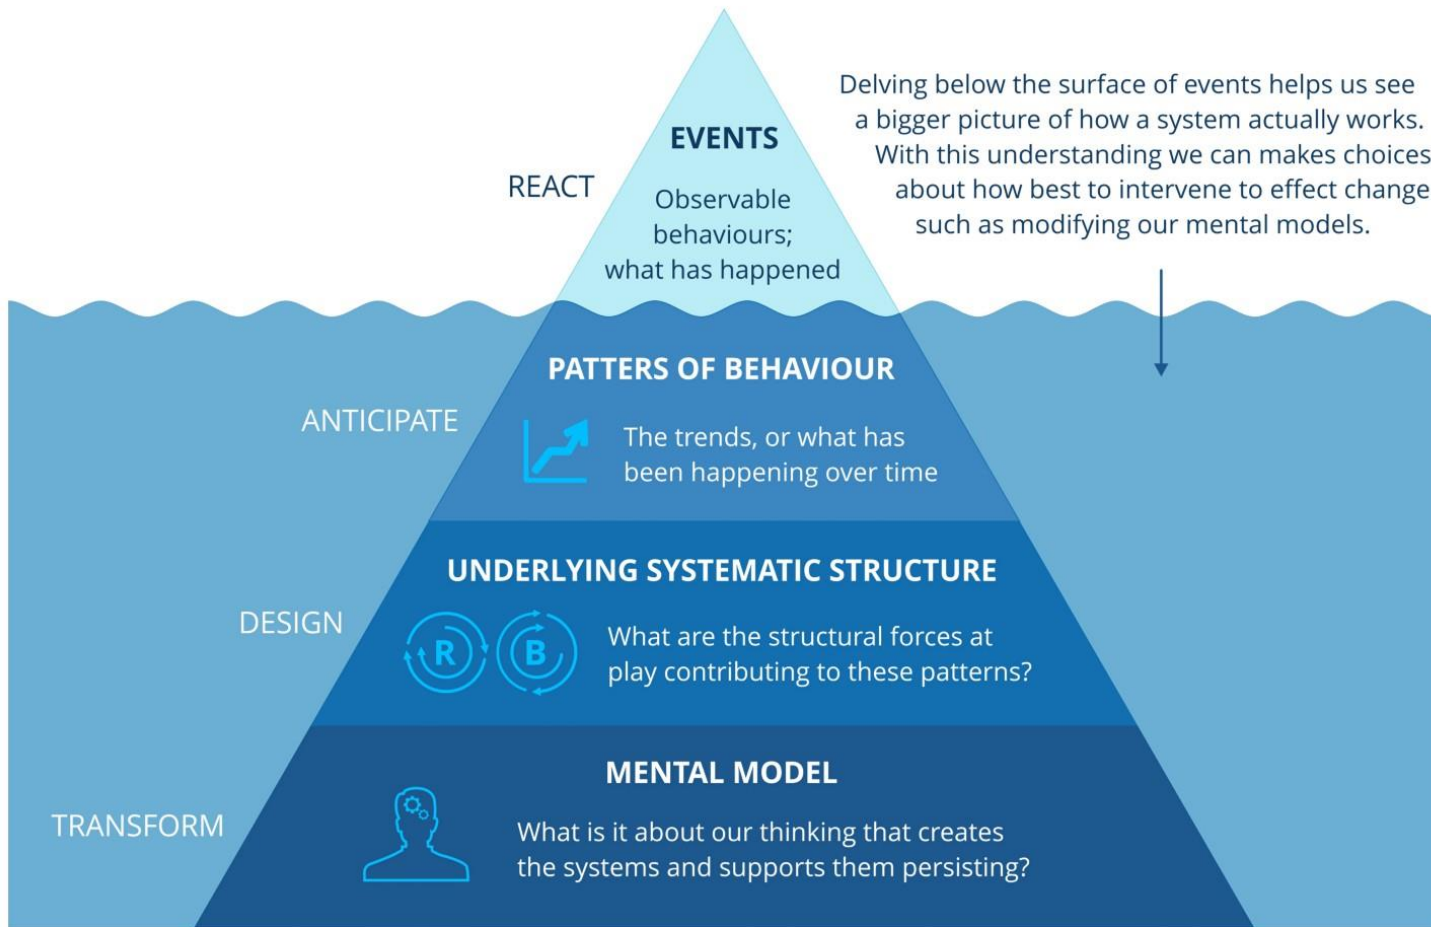 Delving below the surface of events helps us see
a bigger picture of how a system actually works.
With this understanding we can makes choices
about how best to intervene to effect change
such as modifying our mental models.
REACT
EVENTS
Observable
behaviours;
what has happened
ANTICIPATE
PATTERS OF BEHAVIOUR
The trends, or what has
been happening over time
DESIGN
UNDERLYING SYSTEMATIC STRUCTURE
R
B
What are the structural forces at
play contributing to these patterns?
TRANSFORM
MENTAL MODEL
What is it about our thinking that creates
the systems and supports them persisting?